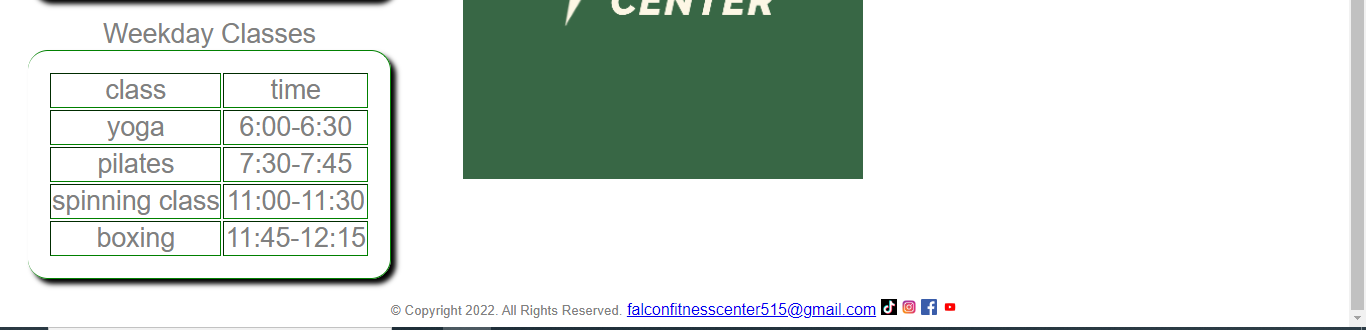 CENTER
Weekday Classes
class time
yoga 6:00-6:30
pilates 7:30-7:45
spinning class 11:00-11:30
boxing 11:45-12:15
© Copyright 2022. All Rights Reserved. falconfitnesscenter515@gmail.com